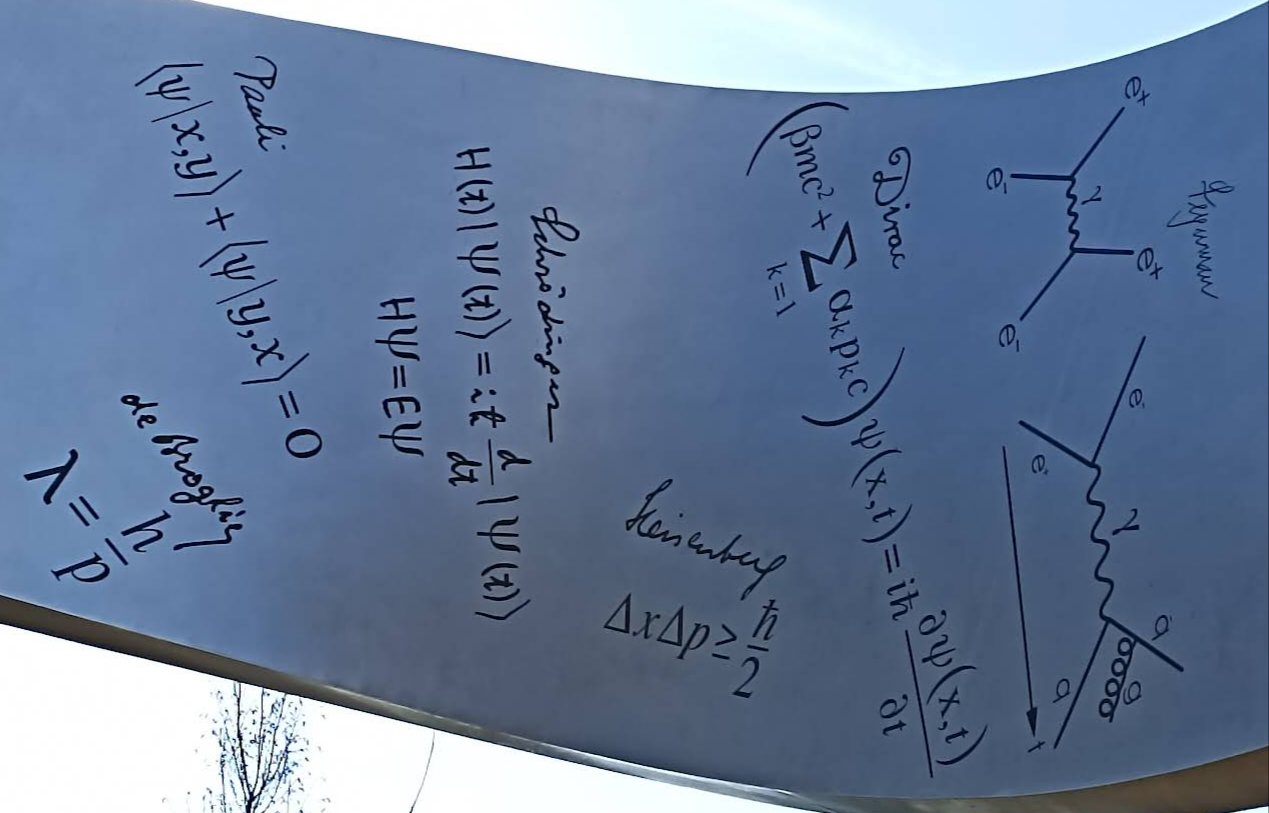 Feynman
e⁺
e⁻
γ
e⁺
e⁻
e⁻
e⁺
γ
q̄
g
q
t
Dirac
(βmc² + ∑ αₖpₖc) ψ(x,t) = iħ ∂ψ(x,t)/∂t
k=1
Heisenberg
ΔxΔp ≥ ħ/2
Schrödinger
H(t)|ψ(t)⟩ = iħ d/dt |ψ(t)⟩
Hψ = Eψ
Pauli
⟨ψ|x,y⟩ + ⟨ψ|y,x⟩ = 0
de Broglie
λ = h/p